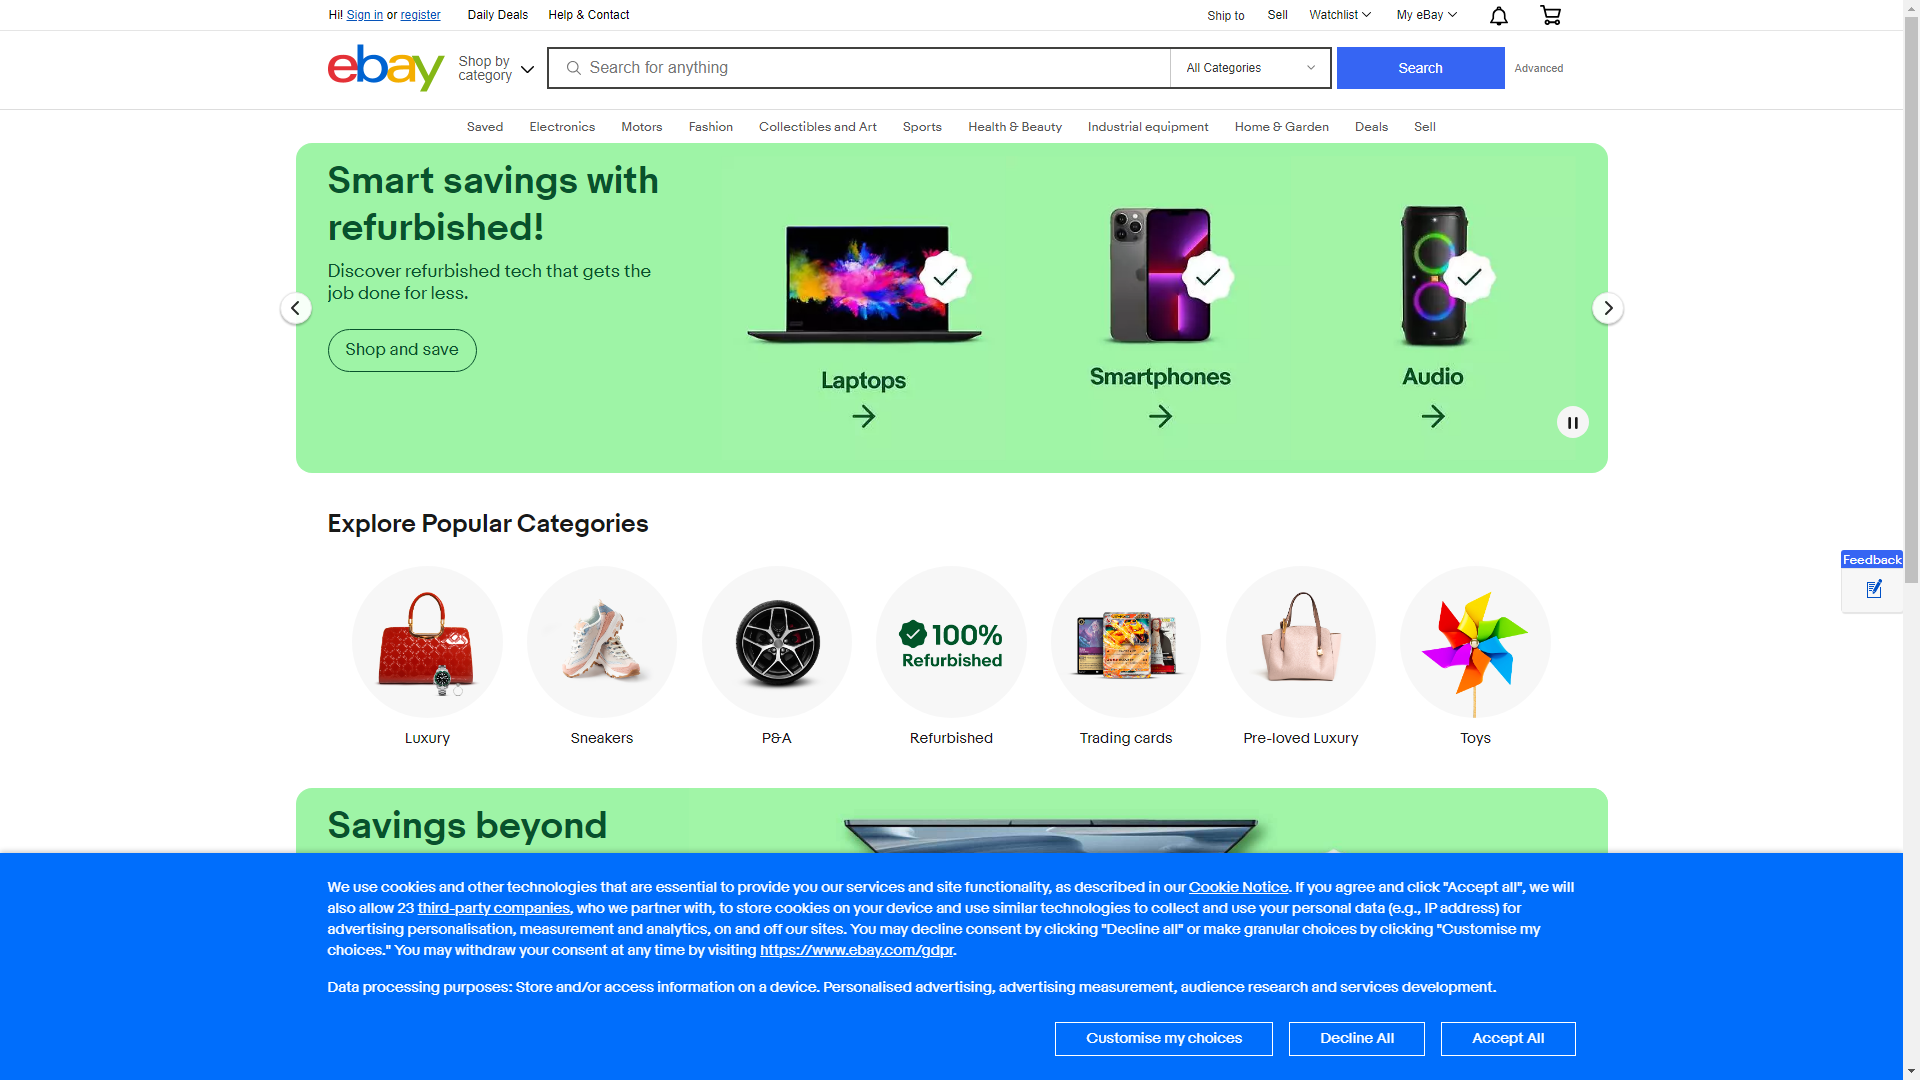 Hi! Sign in or register
Daily Deals
Help & Contact
Ship to
Sell
Watchlist
My eBay
ebay
Shop by
category
Search for anything
All Categories
Search
Advanced
Saved
Electronics
Motors
Fashion
Collectibles and Art
Sports
Health & Beauty
Industrial equipment
Home & Garden
Deals
Sell
Smart savings with
refurbished!
Discover refurbished tech that gets the
job done for less.
Shop and save
Laptops
Smartphones
Audio
Explore Popular Categories
Feedback
100%
Refurbished
Luxury
Sneakers
P&A
Refurbished
Trading cards
Pre-loved Luxury
Toys
Savings beyond
We use cookies and other technologies that are essential to provide you our services and site functionality, as described in our Cookie Notice. If you agree and click "Accept all", we will
also allow 23 third-party companies, who we partner with, to store cookies on your device and use similar technologies to collect and use your personal data (e.g., IP address) for
advertising personalisation, measurement and analytics, on and off our sites. You may decline consent by clicking "Decline all" or make granular choices by clicking "Customise my
choices." You may withdraw your consent at any time by visiting https://www.ebay.com/gdpr.
Data processing purposes: Store and/or access information on a device. Personalised advertising, advertising measurement, audience research and services development.
Customise my choices
Decline All
Accept All